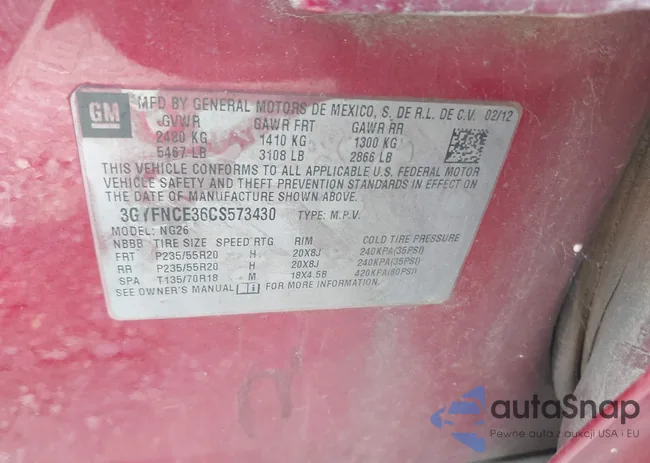 GM
MFD BY GENERAL MOTORS DE MEXICO, S. DE R.L. DE C.V. 02/12
GVWR GAWR FRT GAWR RR
2480 KG 1410 KG 1300 KG
5467 LB 3108 LB 2866 LB
THIS VEHICLE CONFORMS TO ALL APPLICABLE U.S. FEDERAL MOTOR
VEHICLE SAFETY AND THEFT PREVENTION STANDARDS IN EFFECT ON
THE DATE OF MANUFACTURE SHOWN ABOVE.
3GYFNCE36CS573430 TYPE: M.P.V.
MODEL: NG26
NBBB TIRE SIZE SPEED RTG RIM COLD TIRE PRESSURE
FRT P235/55R20 H 20X8J 240KPA(35PSI)
RR P235/55R20 H 20X8J 240KPA(35PSI)
SPA T135/70R18 M 18X4.5B 420KPA(60PSI)
SEE OWNER'S MANUAL i FOR MORE INFORMATION.
autaSnap
Pewne auta z aukcji USA i EU